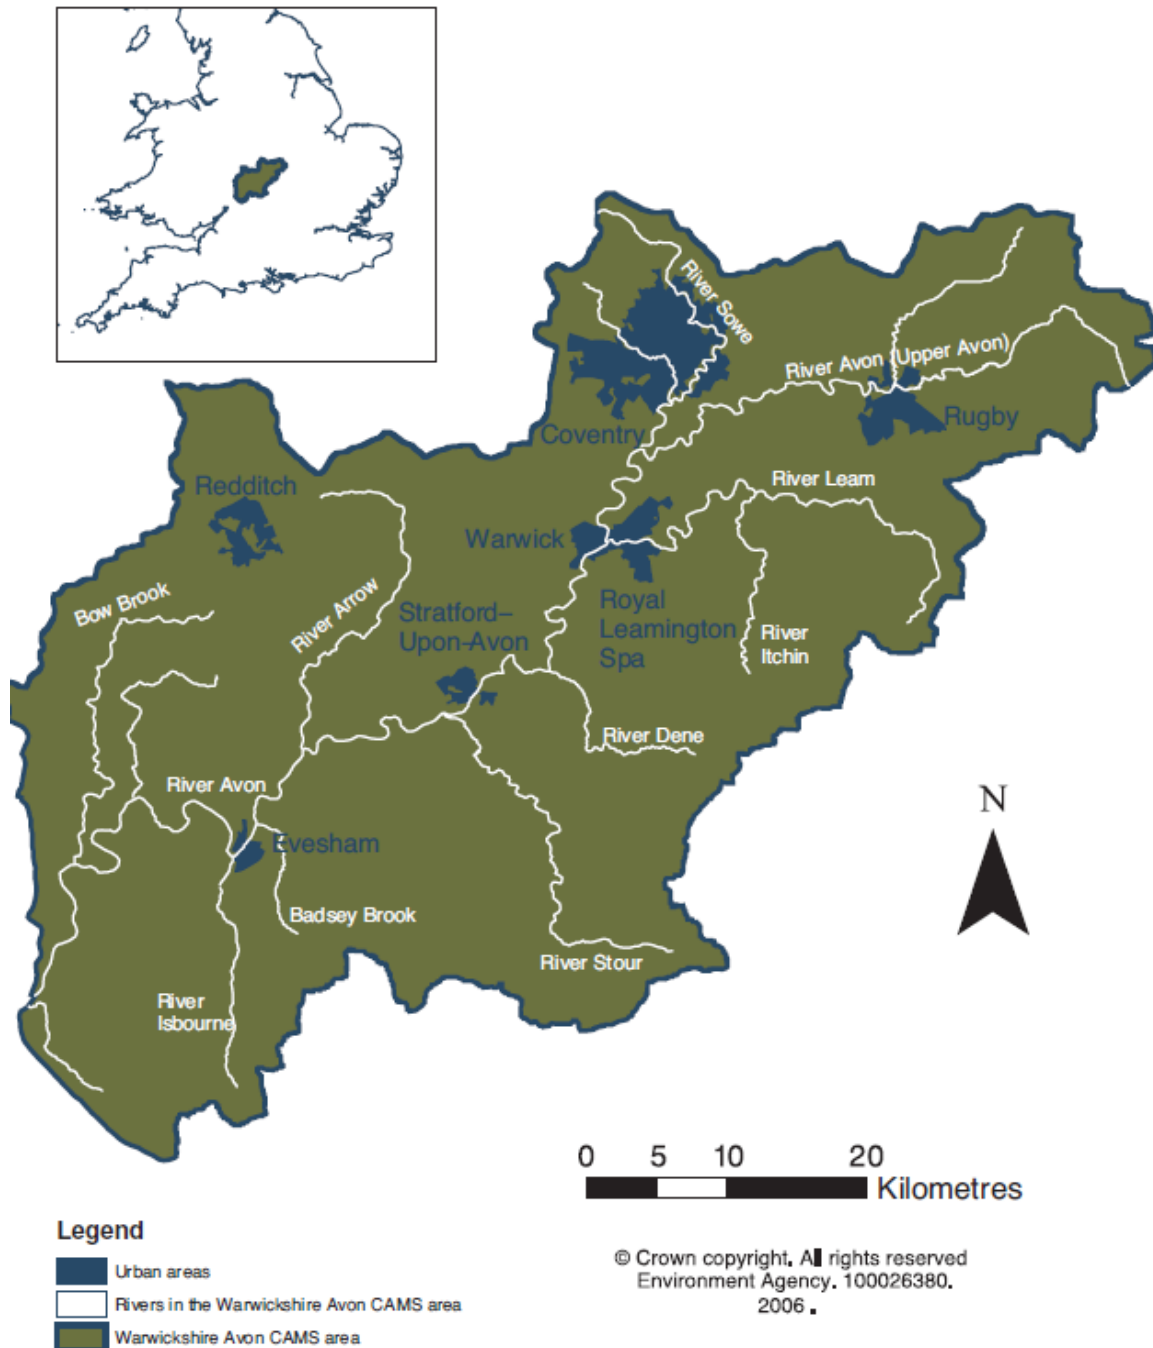 River Sowe
River Avon (Upper Avon)
Rugby
Coventry
River Leam
Redditch
Warwick
Bow Brook
River Arrow
Stratford–
Upon-Avon
Royal
Leamington
Spa
River
Itchin
River Dene
River Avon
Evesham
Badsey Brook
River Stour
River
Isbourne
N
0 5 10 20
Kilometres
Legend
Urban areas
Rivers in the Warwickshire Avon CAMS area
Warwickshire Avon CAMS area
© Crown copyright. All rights reserved
Environment Agency. 100026380.
2006 .